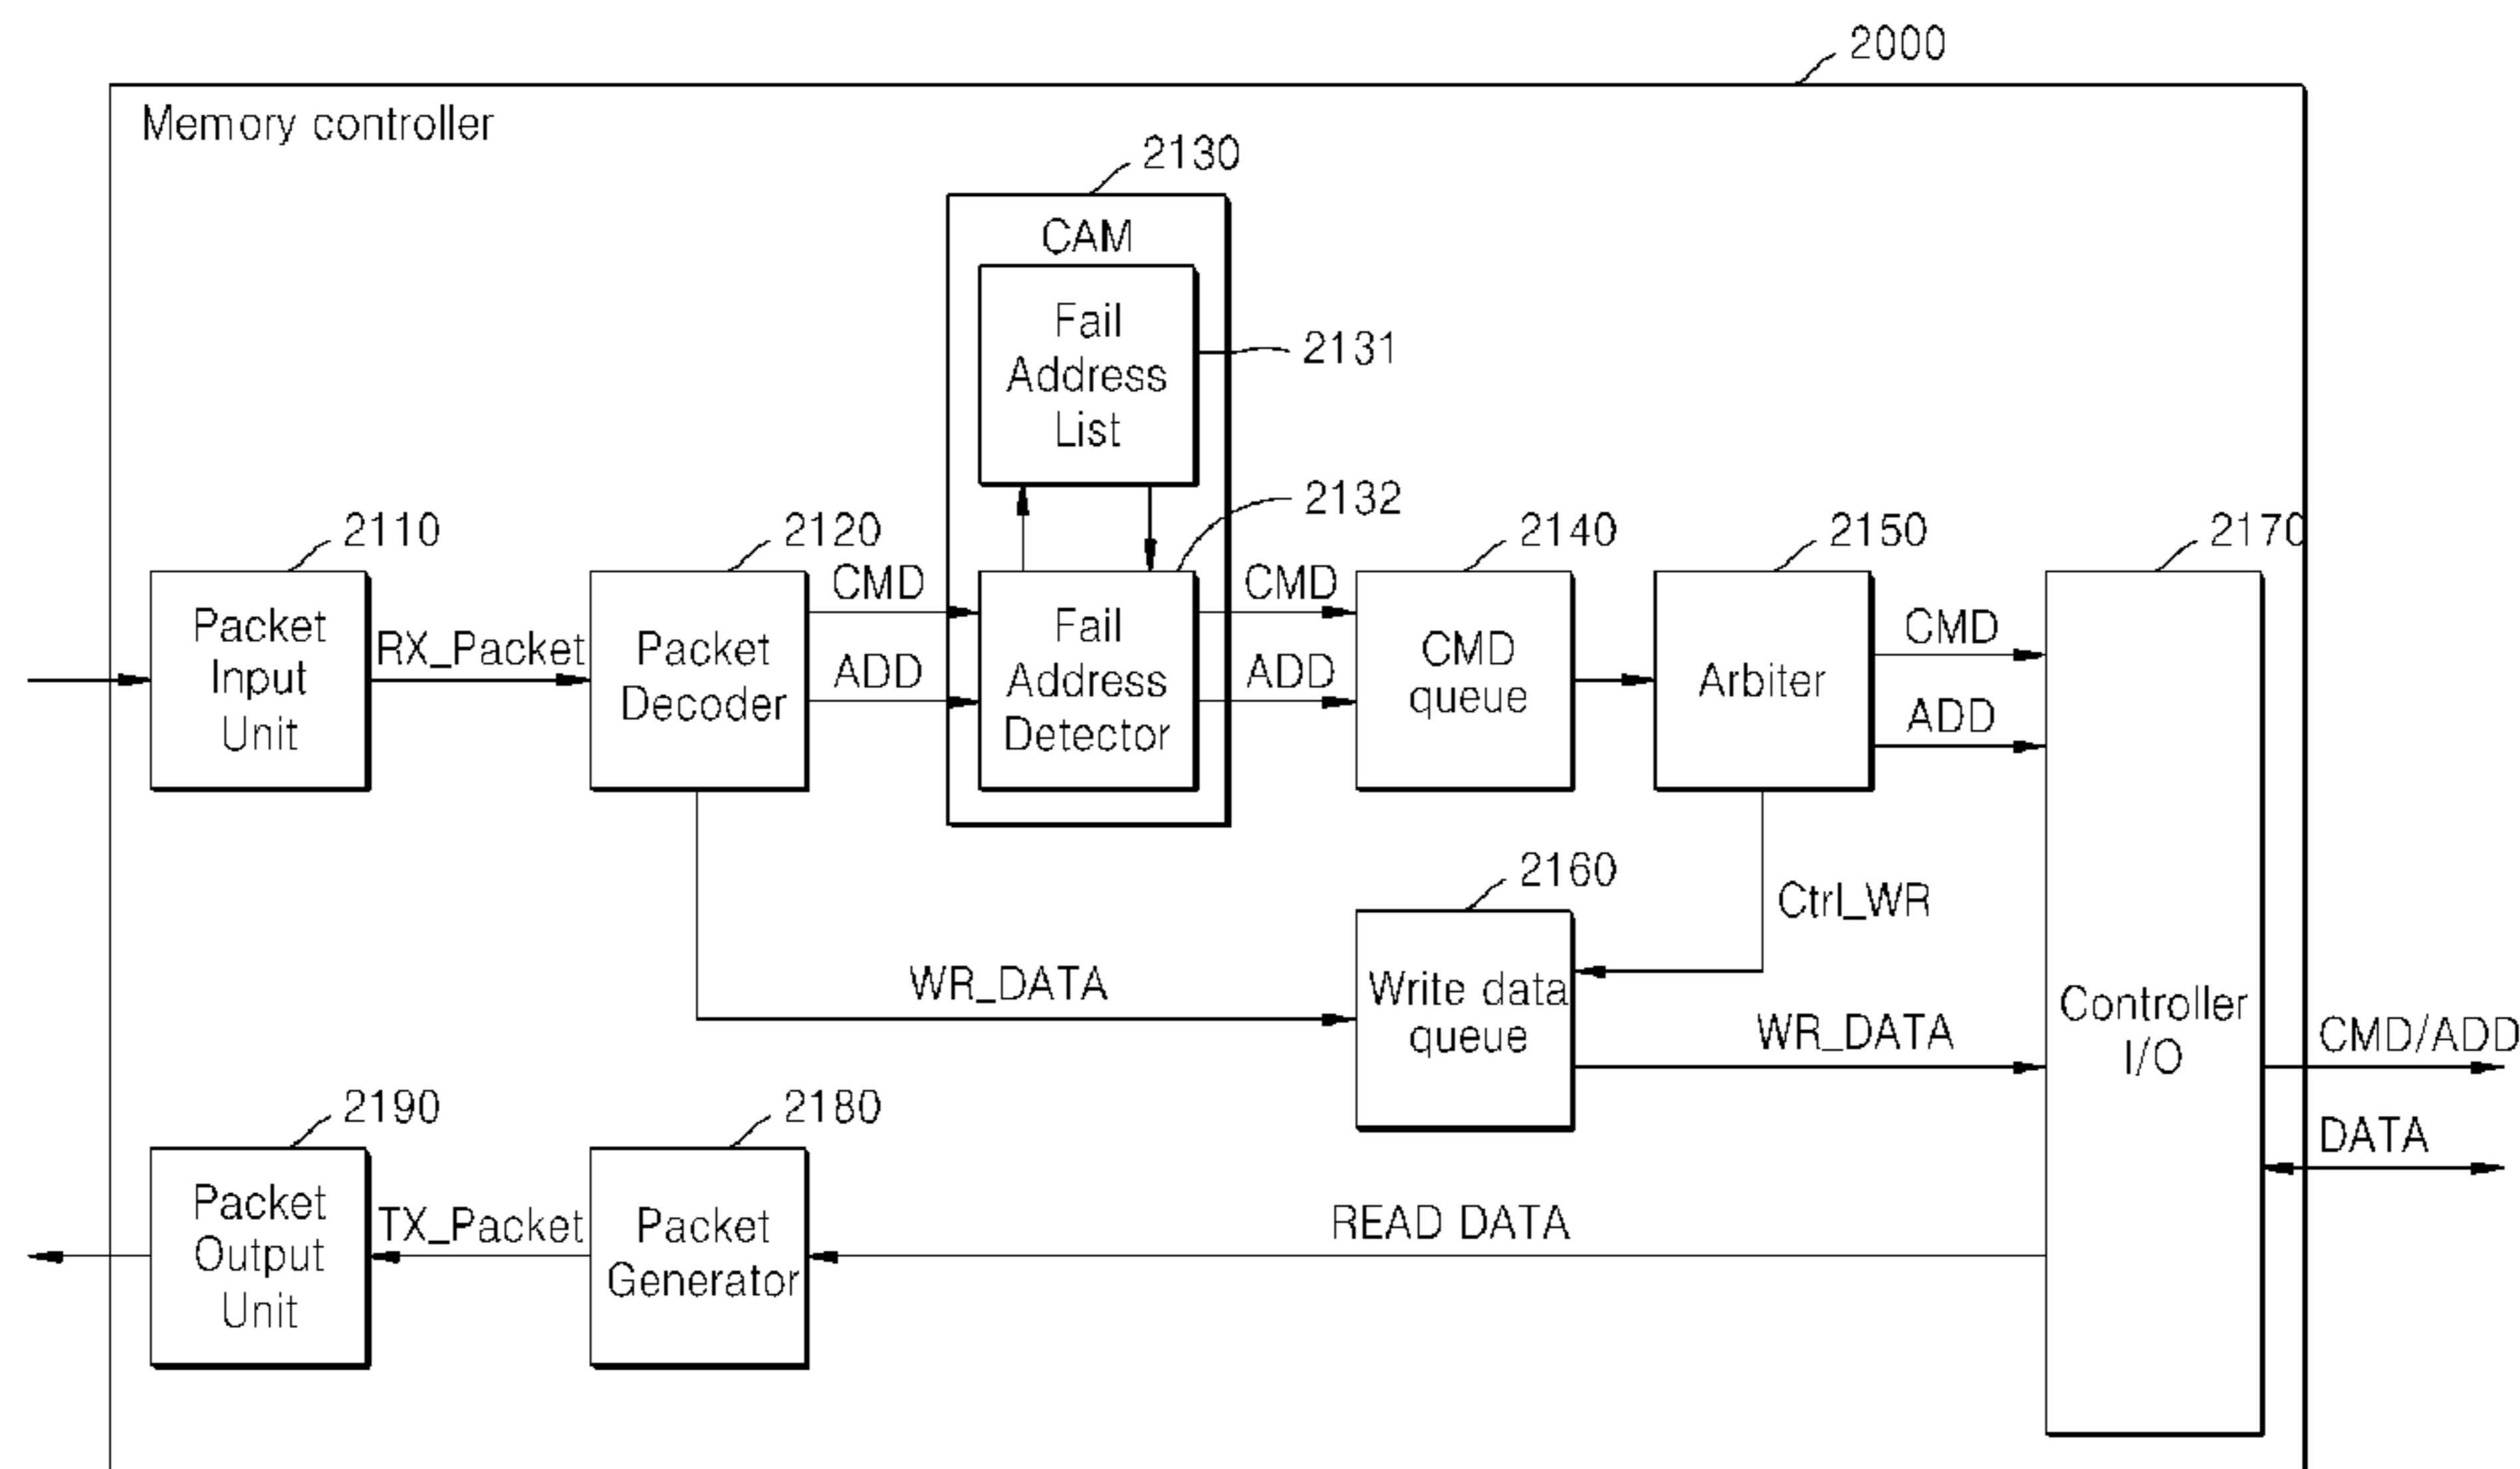 2000
Memory controller
2130
CAM
Fail
Address
List
2131
2132
2110
2120
2140
2150
2170
Packet
Input
Unit
RX_Packet
Packet
Decoder
CMD
ADD
Fail
Address
Detector
CMD
ADD
CMD
queue
Arbiter
CMD
ADD
2160
Ctrl_WR
WR_DATA
Write data
queue
WR_DATA
Controller
I/O
CMD/ADD
DATA
2190
2180
Packet
Output
Unit
TX_Packet
Packet
Generator
READ DATA